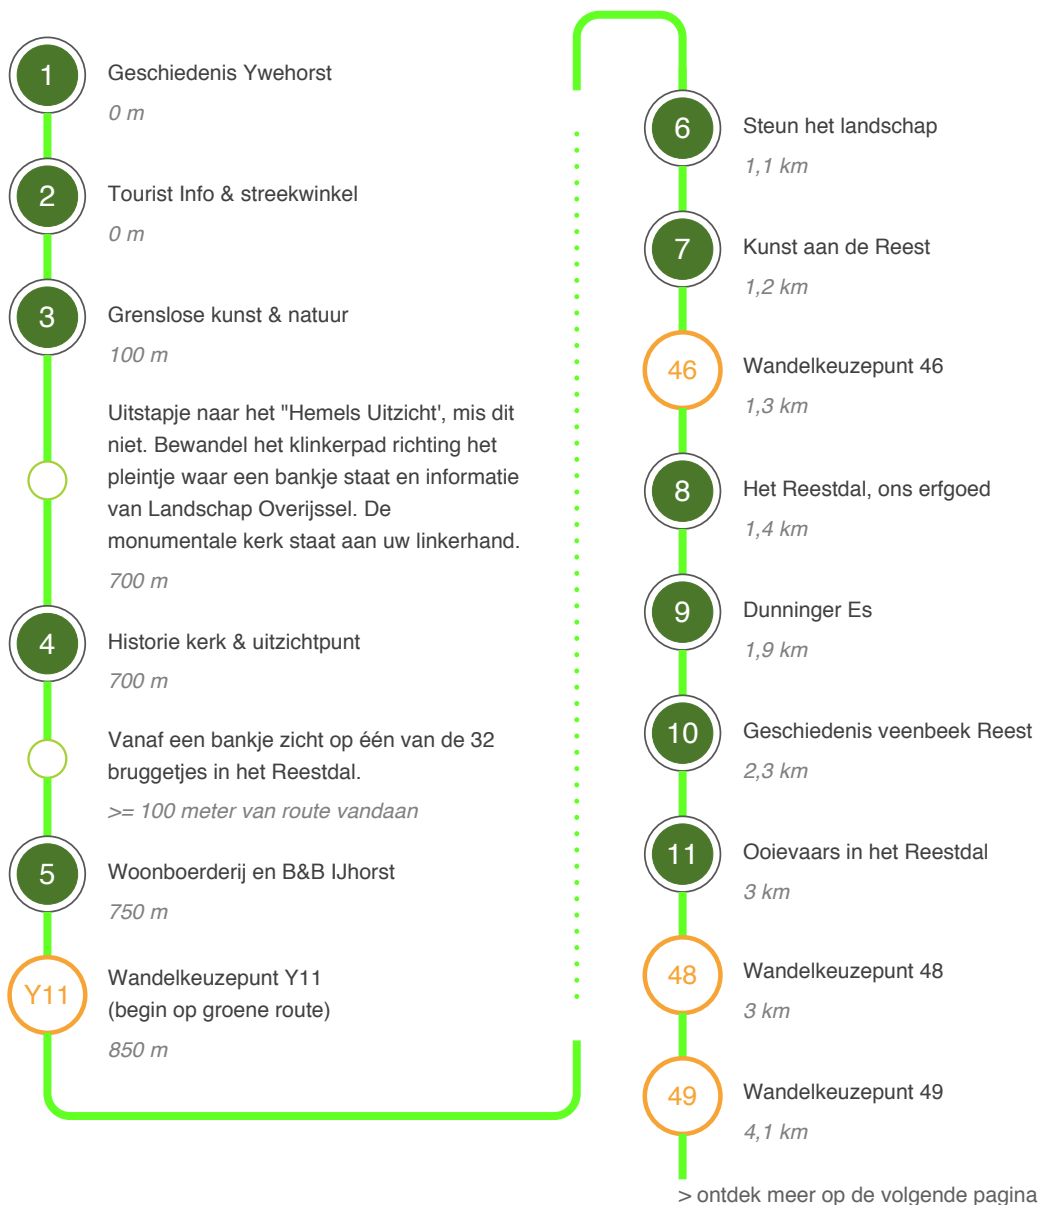 1
Geschiedenis Ywehorst
0 m
2
Tourist Info & streekwinkel
0 m
3
Grenslose kunst & natuur
100 m
Uitstapje naar het "Hemels Uitzicht', mis dit
niet. Bewandel het klinkerpad richting het
pleintje waar een bankje staat en informatie
van Landschap Overijssel. De
monumentale kerk staat aan uw linkerhand.
700 m
4
Historie kerk & uitzichtpunt
700 m
Vanaf een bankje zicht op één van de 32
bruggetjes in het Reestdal.
>= 100 meter van route vandaan
5
Woonboerderij en B&B IJhorst
750 m
Y11
Wandelkeuzepunt Y11
(begin op groene route)
850 m
6
Steun het landschap
1,1 km
7
Kunst aan de Reest
1,2 km
46
Wandelkeuzepunt 46
1,3 km
8
Het Reestdal, ons erfgoed
1,4 km
9
Dunninger Es
1,9 km
10
Geschiedenis veenbeek Reest
2,3 km
11
Ooievaars in het Reestdal
3 km
48
Wandelkeuzepunt 48
3 km
49
Wandelkeuzepunt 49
4,1 km
> ontdek meer op de volgende pagina